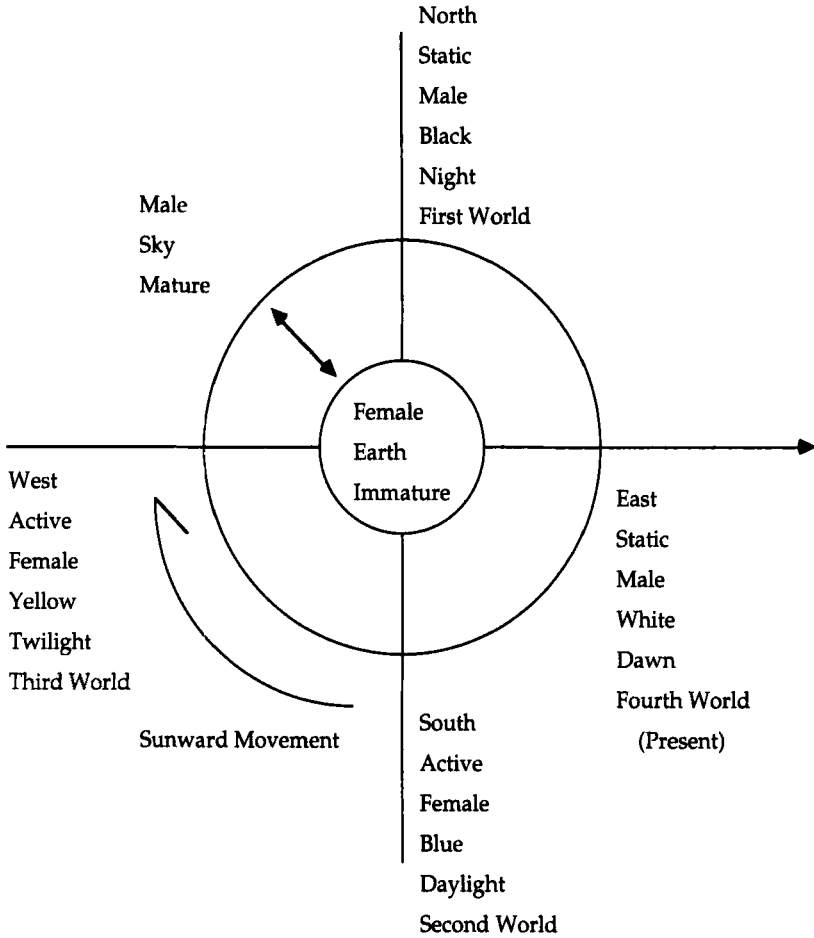 North
Static
Male
Black
Night
First World
Male
Sky
Mature
Female
Earth
Immature
West
Active
Female
Yellow
Twilight
Third World
East
Static
Male
White
Dawn
Fourth World
(Present)
Sunward Movement
South
Active
Female
Blue
Daylight
Second World